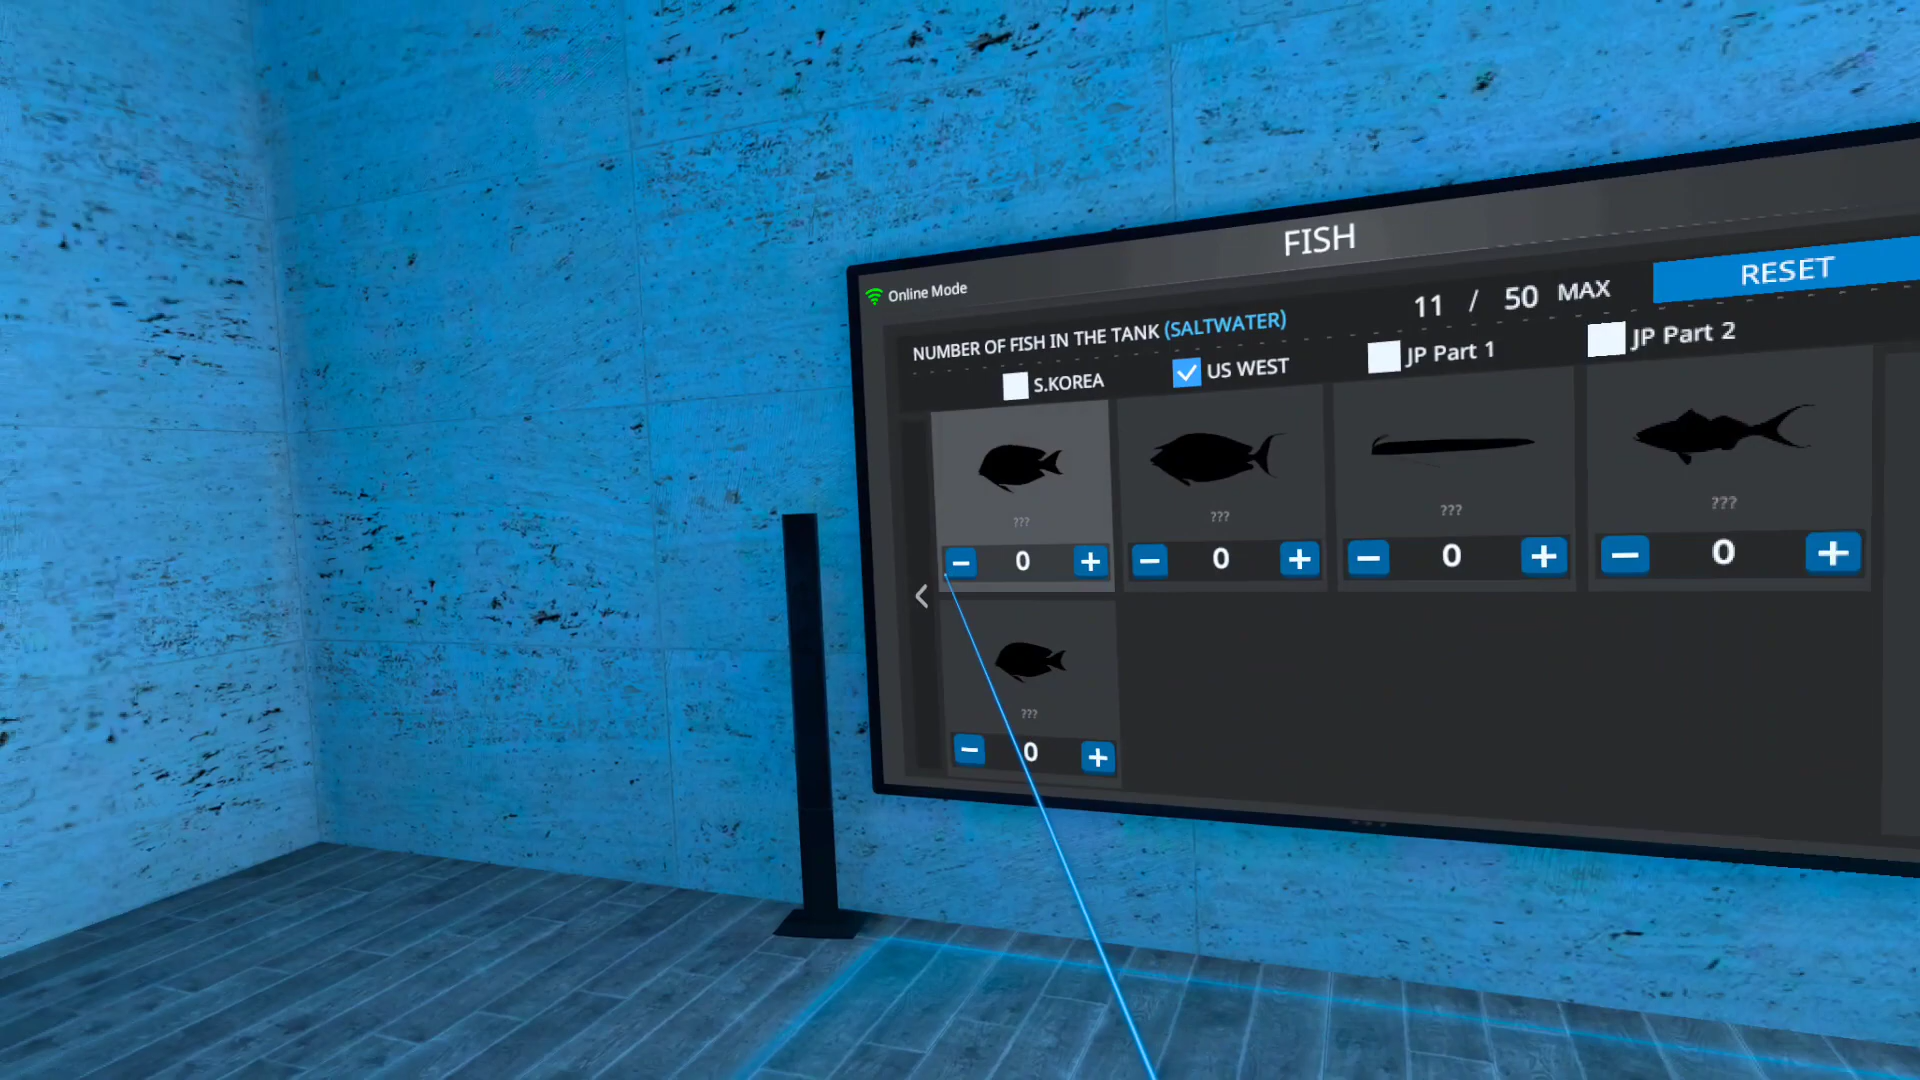 FISH
Online Mode
RESET
NUMBER OF FISH IN THE TANK (SALTWATER) 11 / 50 MAX
S.KOREA US WEST JP Part 1 JP Part 2
??? ??? ??? ???
0 0 0 0
???
0